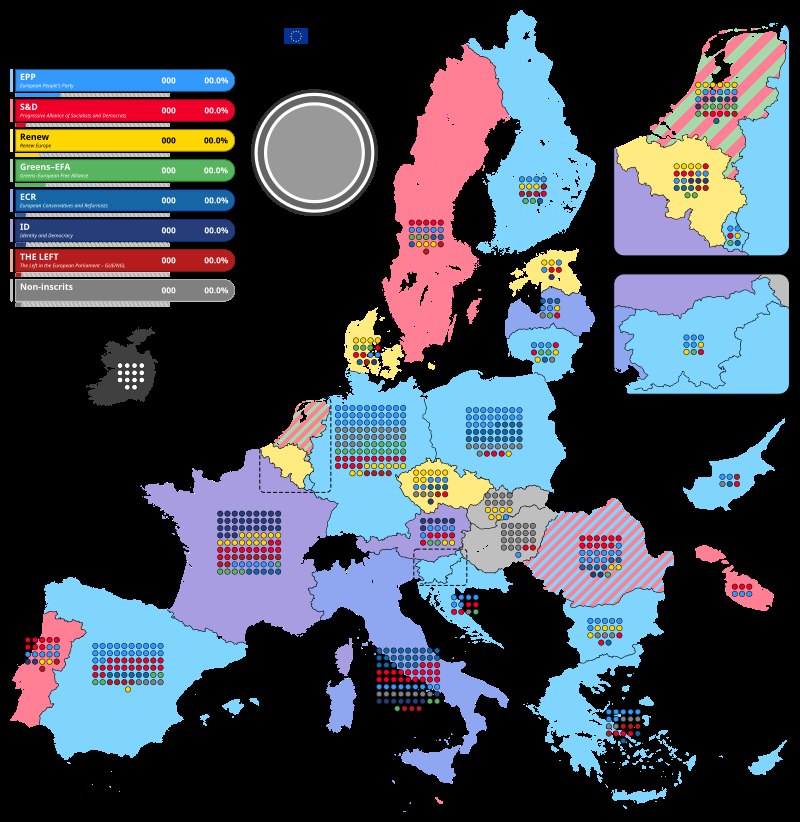 EPP 000 00.0%
European People's Party
S&D 000 00.0%
Progressive Alliance of Socialists and Democrats
Renew 000 00.0%
Renew Europe
Greens–EFA 000 00.0%
Greens-European Free Alliance
ECR 000 00.0%
European Conservatives and Reformists
ID 000 00.0%
Identity and Democracy
THE LEFT 000 00.0%
The Left in the European Parliament – GUE/NGL
Non-inscrits 000 00.0%